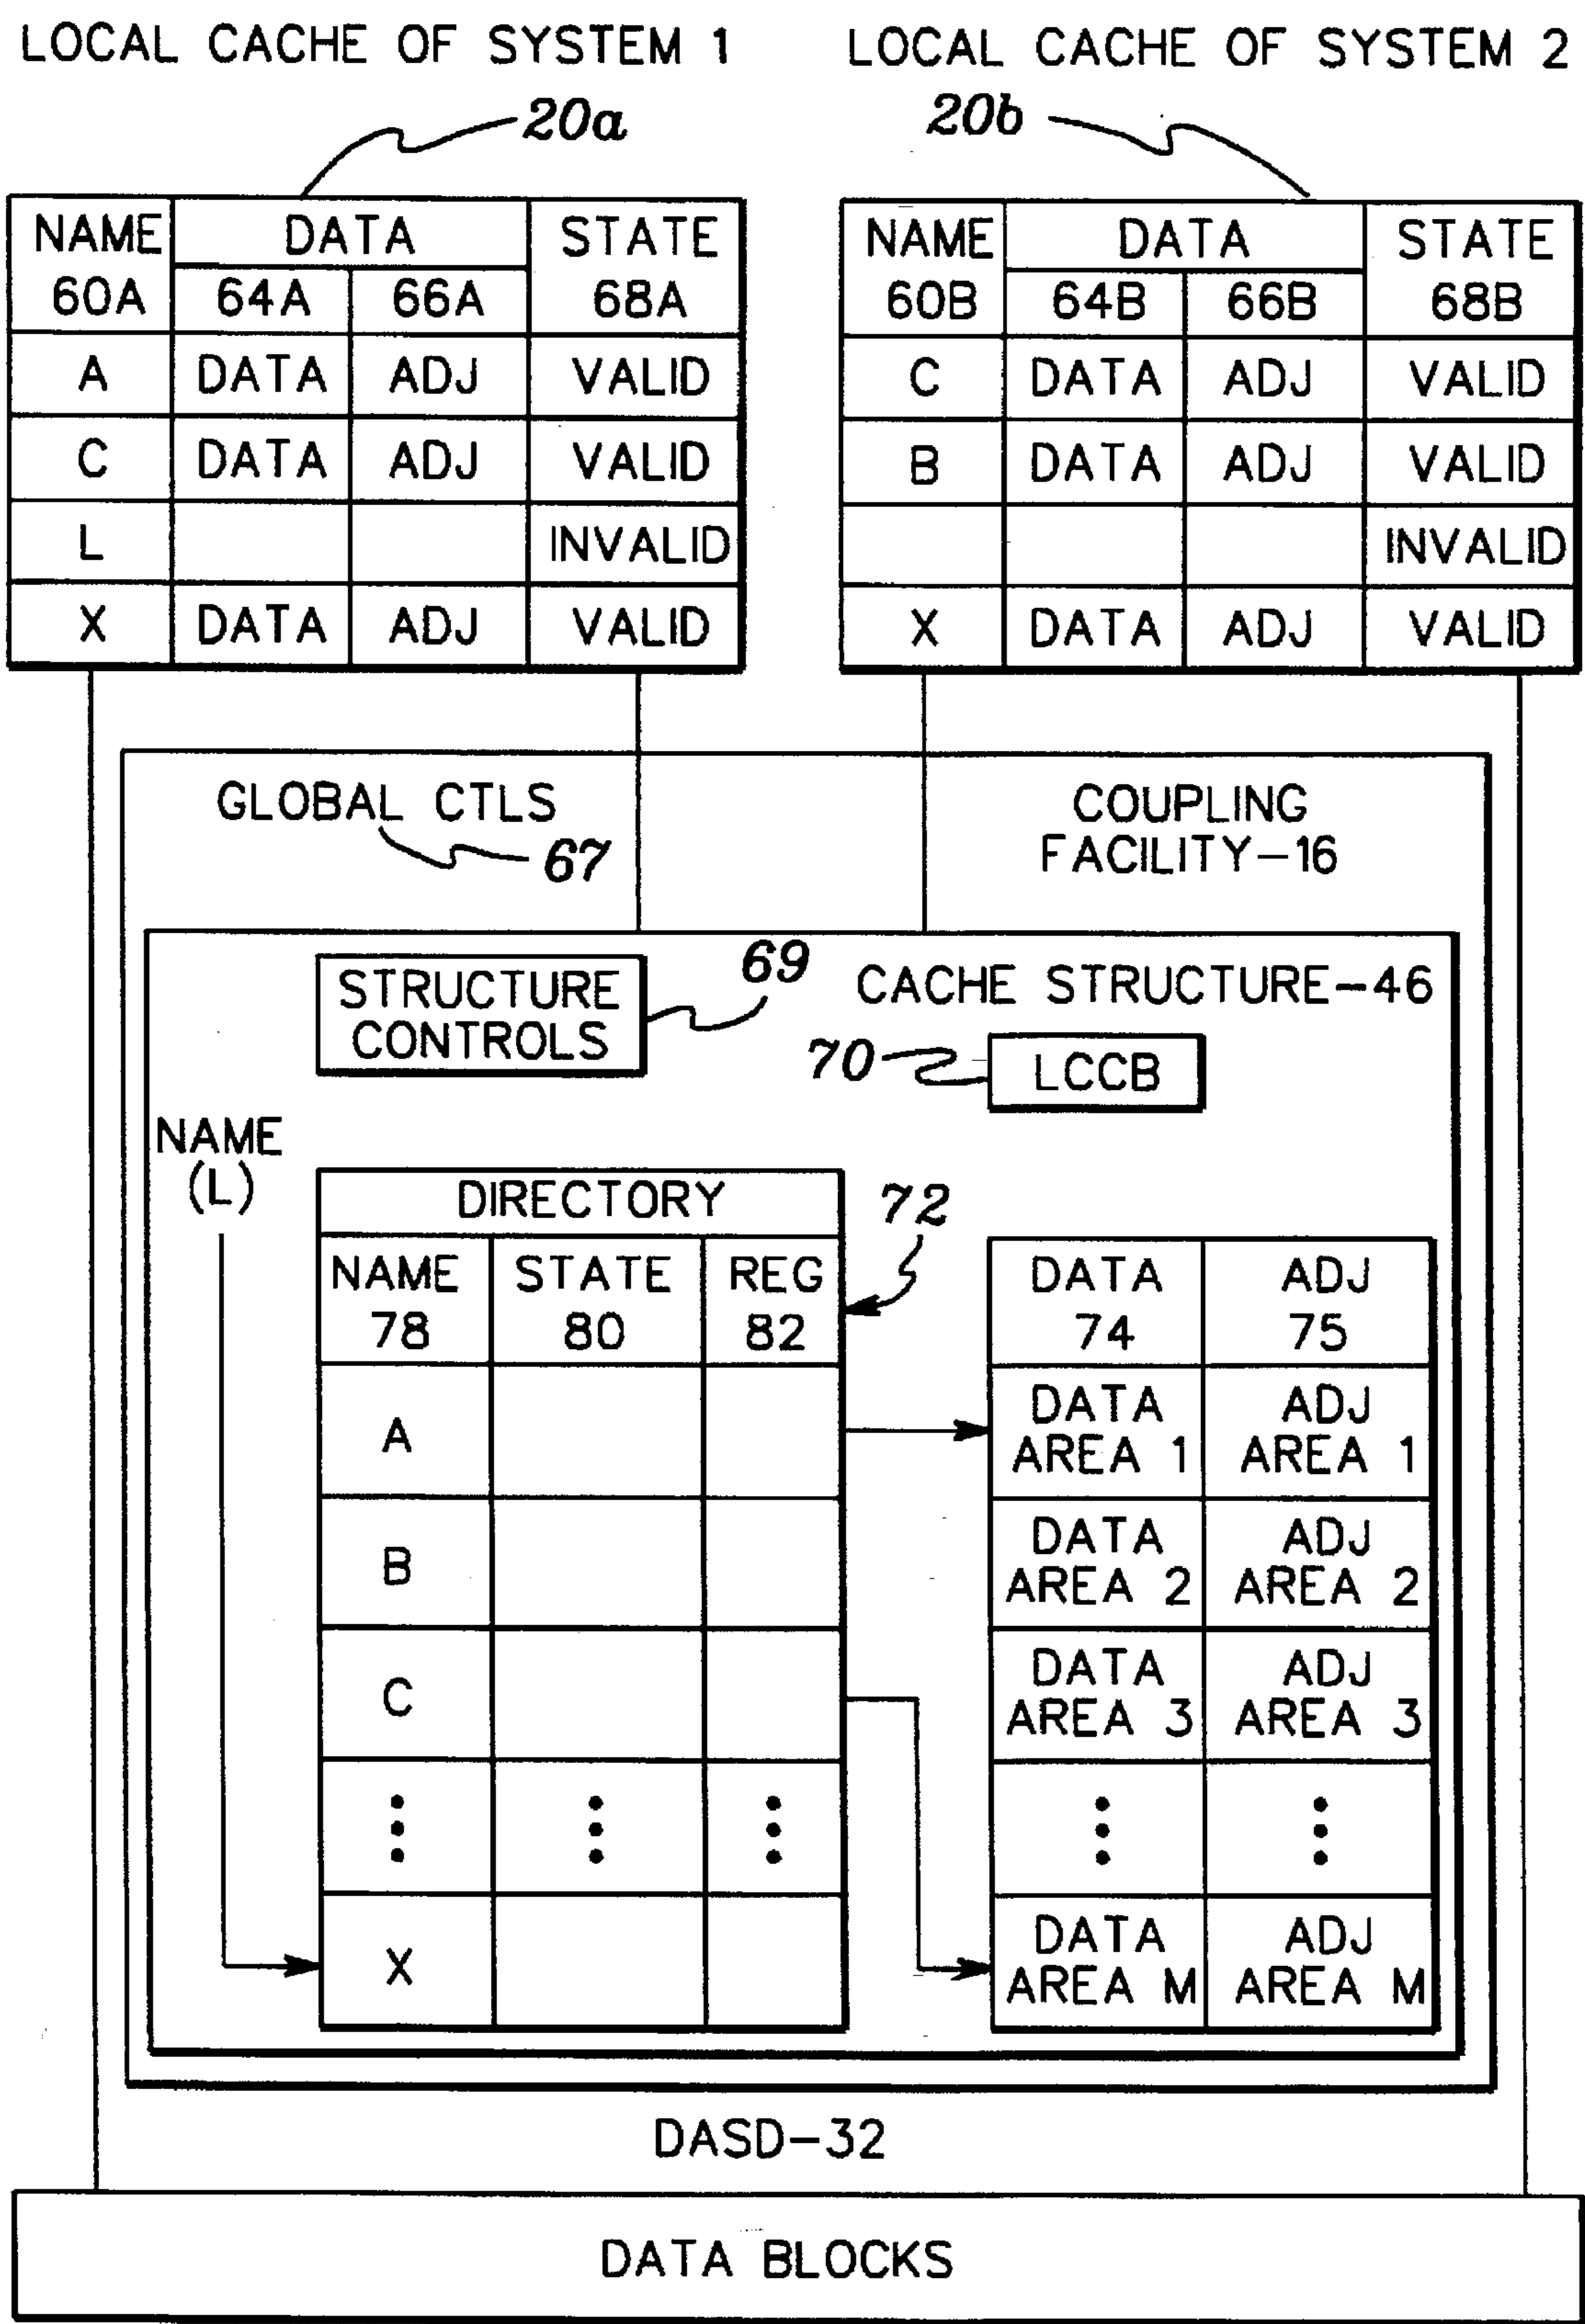 LOCAL CACHE OF SYSTEM 1 LOCAL CACHE OF SYSTEM 2
20a 20b
NAME DATA STATE NAME DATA STATE
60A 64A 66A 68A 60B 64B 66B 68B
A DATA ADJ VALID C DATA ADJ VALID
C DATA ADJ VALID B DATA ADJ VALID
L INVALID INVALID
X DATA ADJ VALID X DATA ADJ VALID
GLOBAL CTLS COUPLING
67 FACILITY-16
STRUCTURE 69 CACHE STRUCTURE-46
CONTROLS 70 LCCB
NAME
(L)
DIRECTORY 72
NAME STATE REG DATA ADJ
78 80 82 74 75
A DATA ADJ
AREA 1 AREA 1
B DATA ADJ
AREA 2 AREA 2
C DATA ADJ
AREA 3 AREA 3
X DATA ADJ
AREA M AREA M
DASD-32
DATA BLOCKS